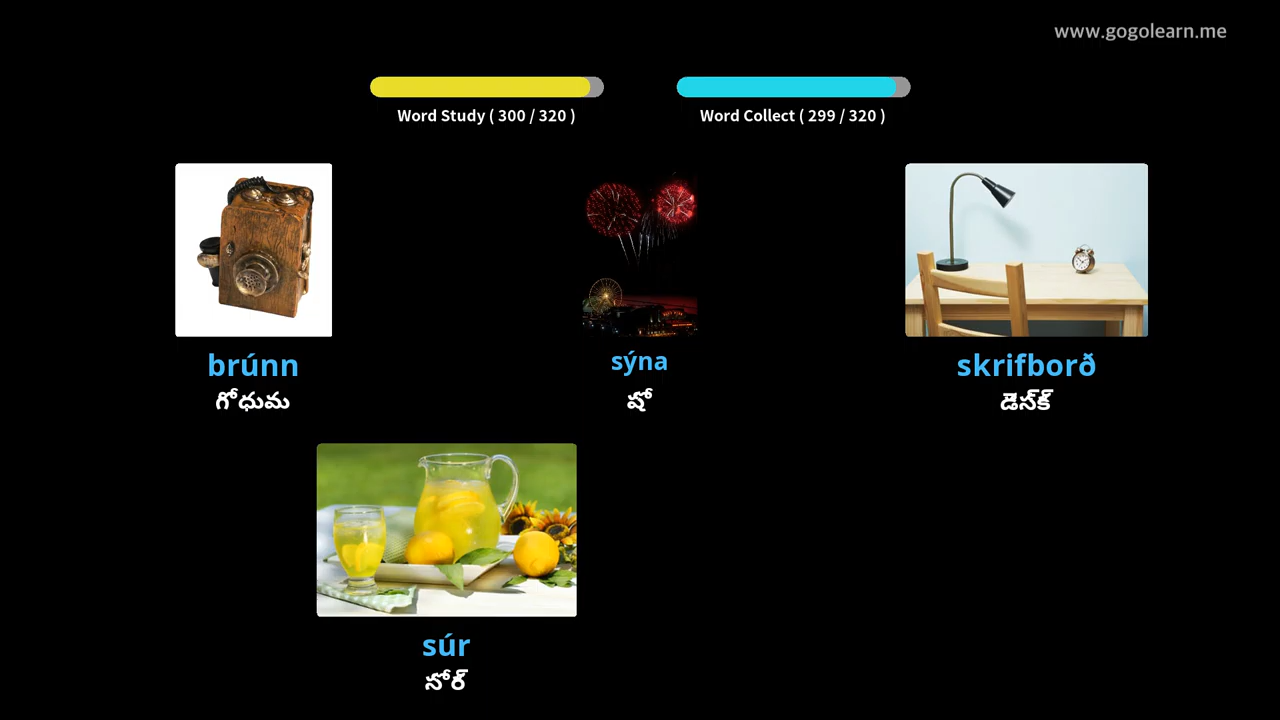 www.gogolearn.me
Word Study ( 300 / 320 )
Word Collect ( 299 / 320 )
brúnn
గోధుమ
sýna
షో
skrifborð
డెస్క్
súr
సోర్